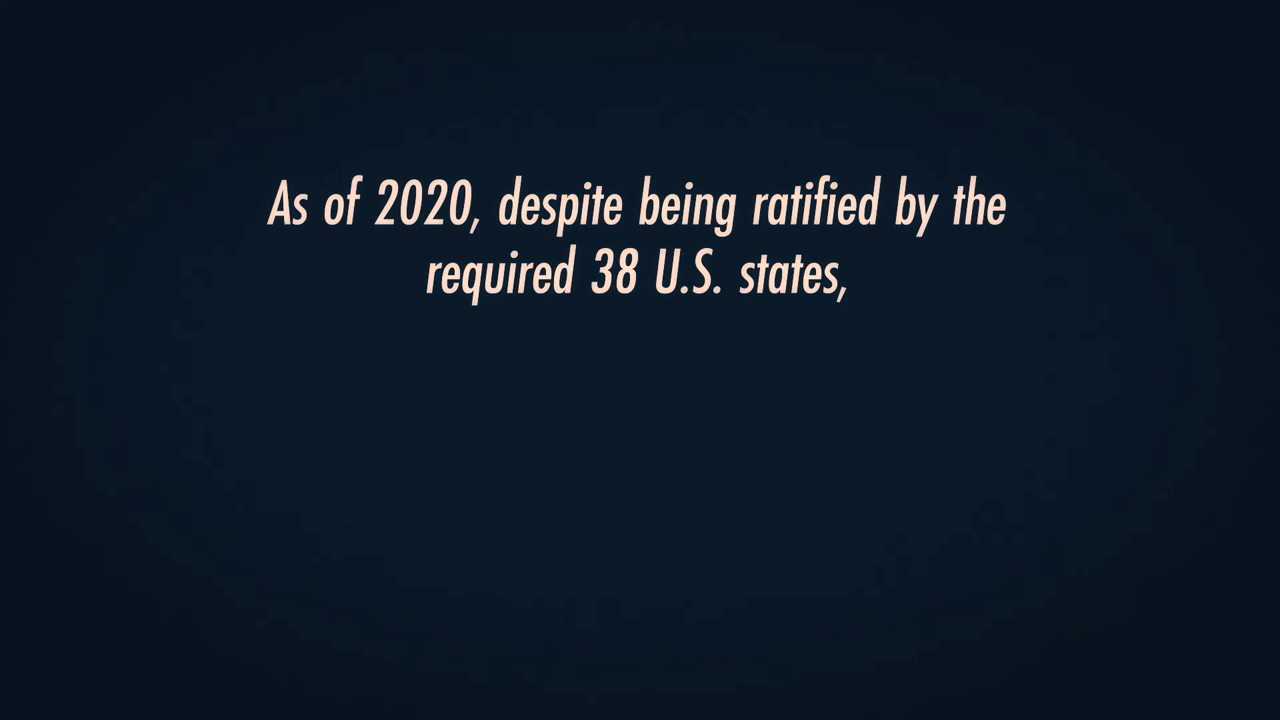 As of 2020, despite being ratified by the
required 38 U.S. states,